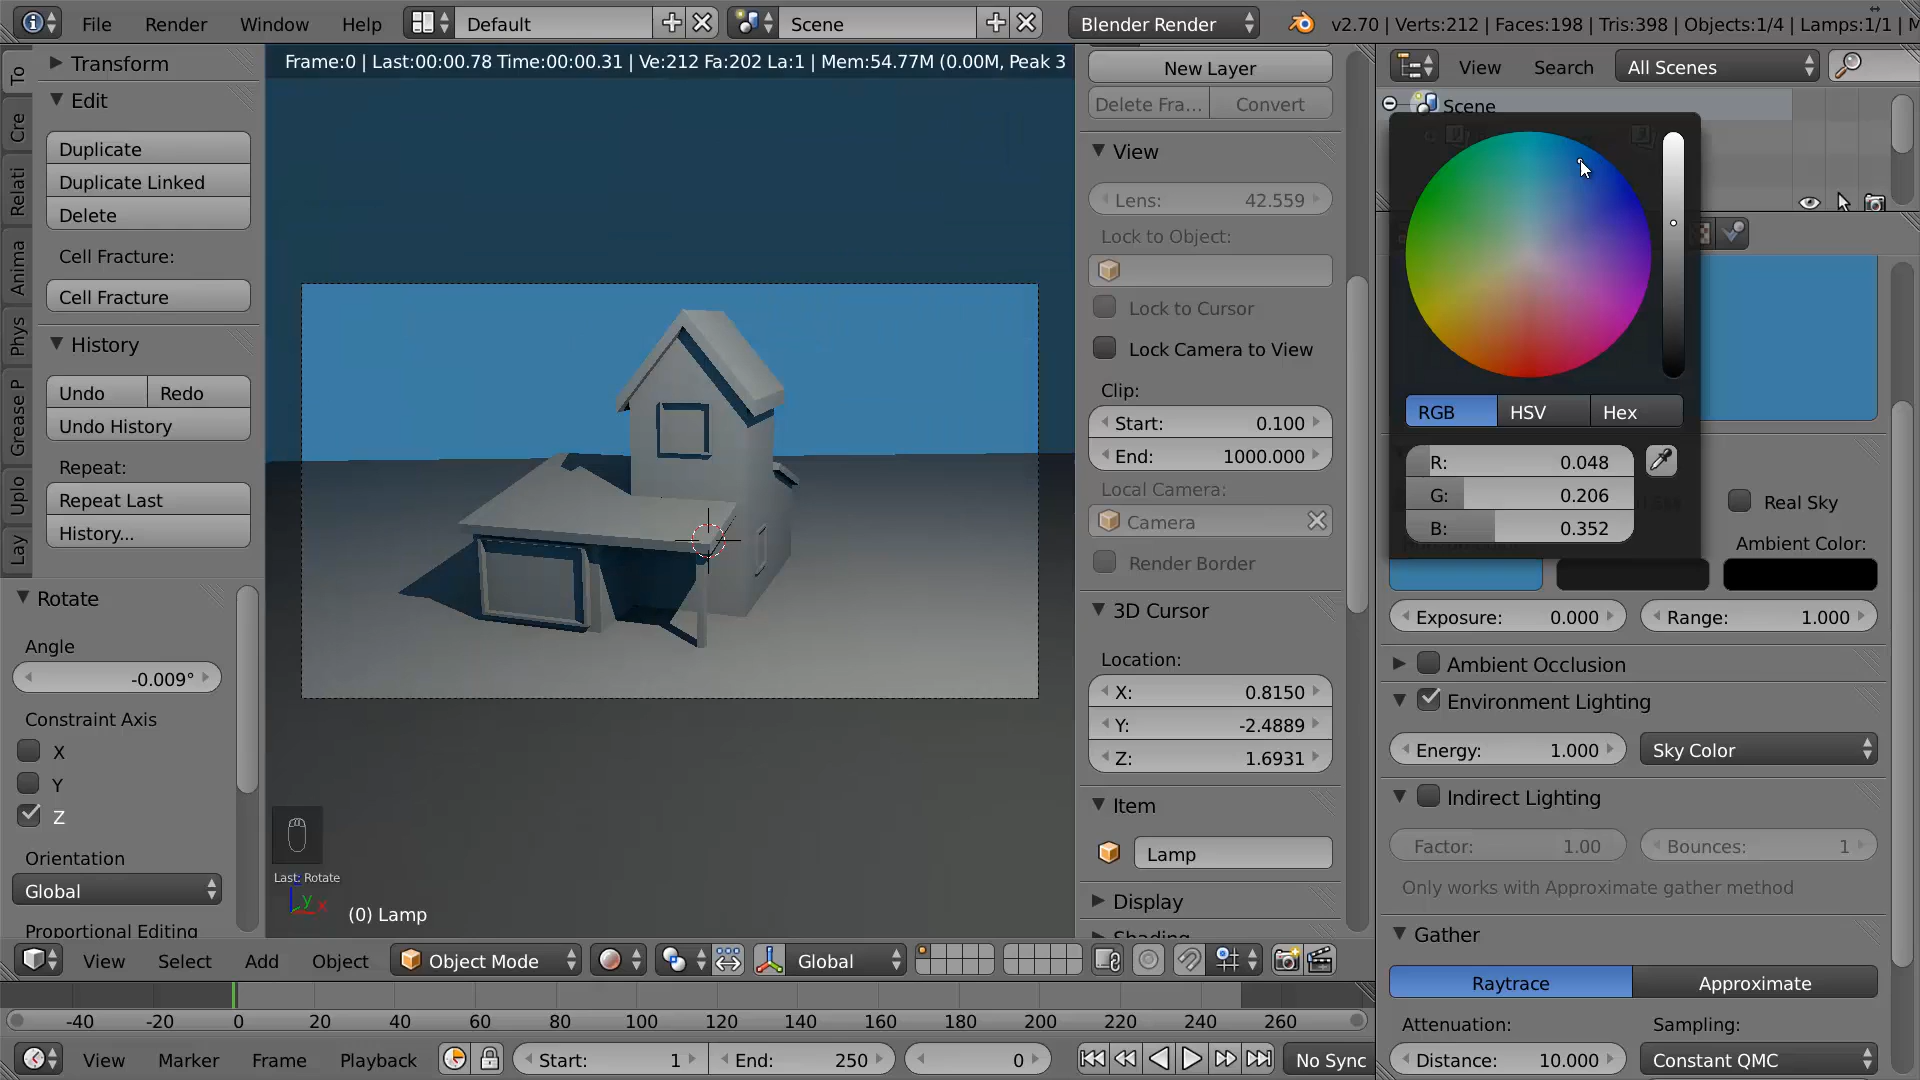 File Render Window Help Default Scene Blender Render v2.70 | Verts:212 | Faces:198 | Tris:398 | Objects:1/4 | Lamps:1/1 | M
Frame:0 | Last:00:00.78 Time:00:00.31 | Ve:212 Fa:202 La:1 | Mem:54.77M (0.00M, Peak 3
To
Cre
Relati
Anima
Phys
Grease P
Uplo
Lay
Transform
Edit
Duplicate
Duplicate Linked
Delete
Cell Fracture:
Cell Fracture
History
Undo Redo
Undo History
Repeat:
Repeat Last
History...
Rotate
Angle
-0.009°
Constraint Axis
X
Y
Z
Orientation
Global
Proportional Editing
Last: Rotate
y x
(0) Lamp
New Layer
Delete Fra... Convert
View
Lens: 42.559
Lock to Object:
Lock to Cursor
Lock Camera to View
Clip:
Start: 0.100
End: 1000.000
Local Camera:
Camera
Render Border
3D Cursor
Location:
X: 0.8150
Y: -2.4889
Z: 1.6931
Item
Lamp
Display
View Search All Scenes
Scene
RGB HSV Hex
R: 0.048
G: 0.206
B: 0.352
Real Sky
Ambient Color:
Exposure: 0.000 Range: 1.000
Ambient Occlusion
Environment Lighting
Energy: 1.000 Sky Color
Indirect Lighting
Factor: 1.00 Bounces: 1
Only works with Approximate gather method
Gather
Raytrace Approximate
Attenuation: Sampling:
Distance: 10.000 Constant QMC
View Select Add Object Object Mode Global
-40 -20 0 20 40 60 80 100 120 140 160 180 200 220 240 260
View Marker Frame Playback Start: 1 End: 250 0 No Sync